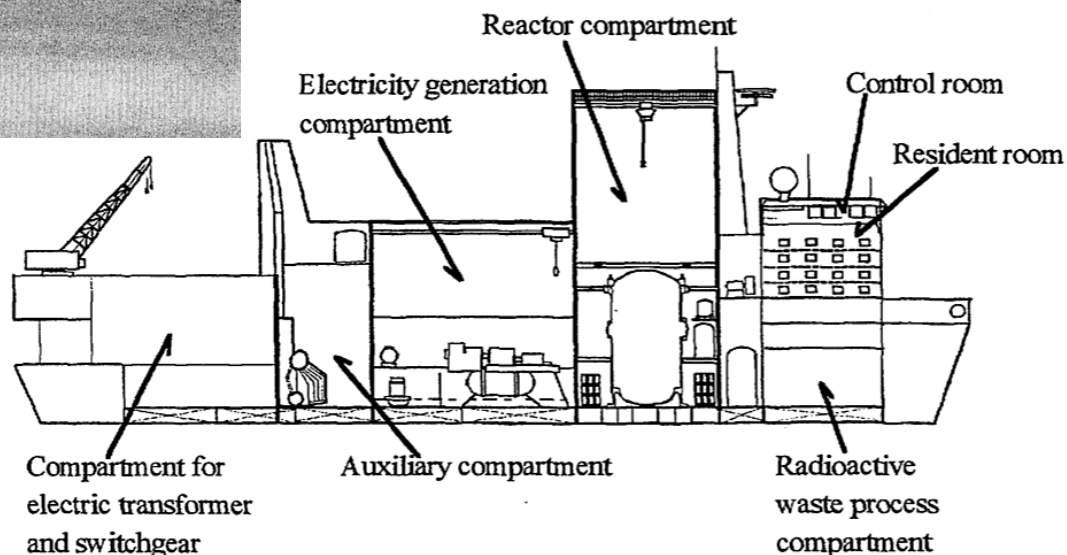 Reactor compartment
Electricity generation
compartment
Control room
Resident room
Compartment for
electric transformer
and switchgear
Auxiliary compartment
Radioactive
waste process
compartment